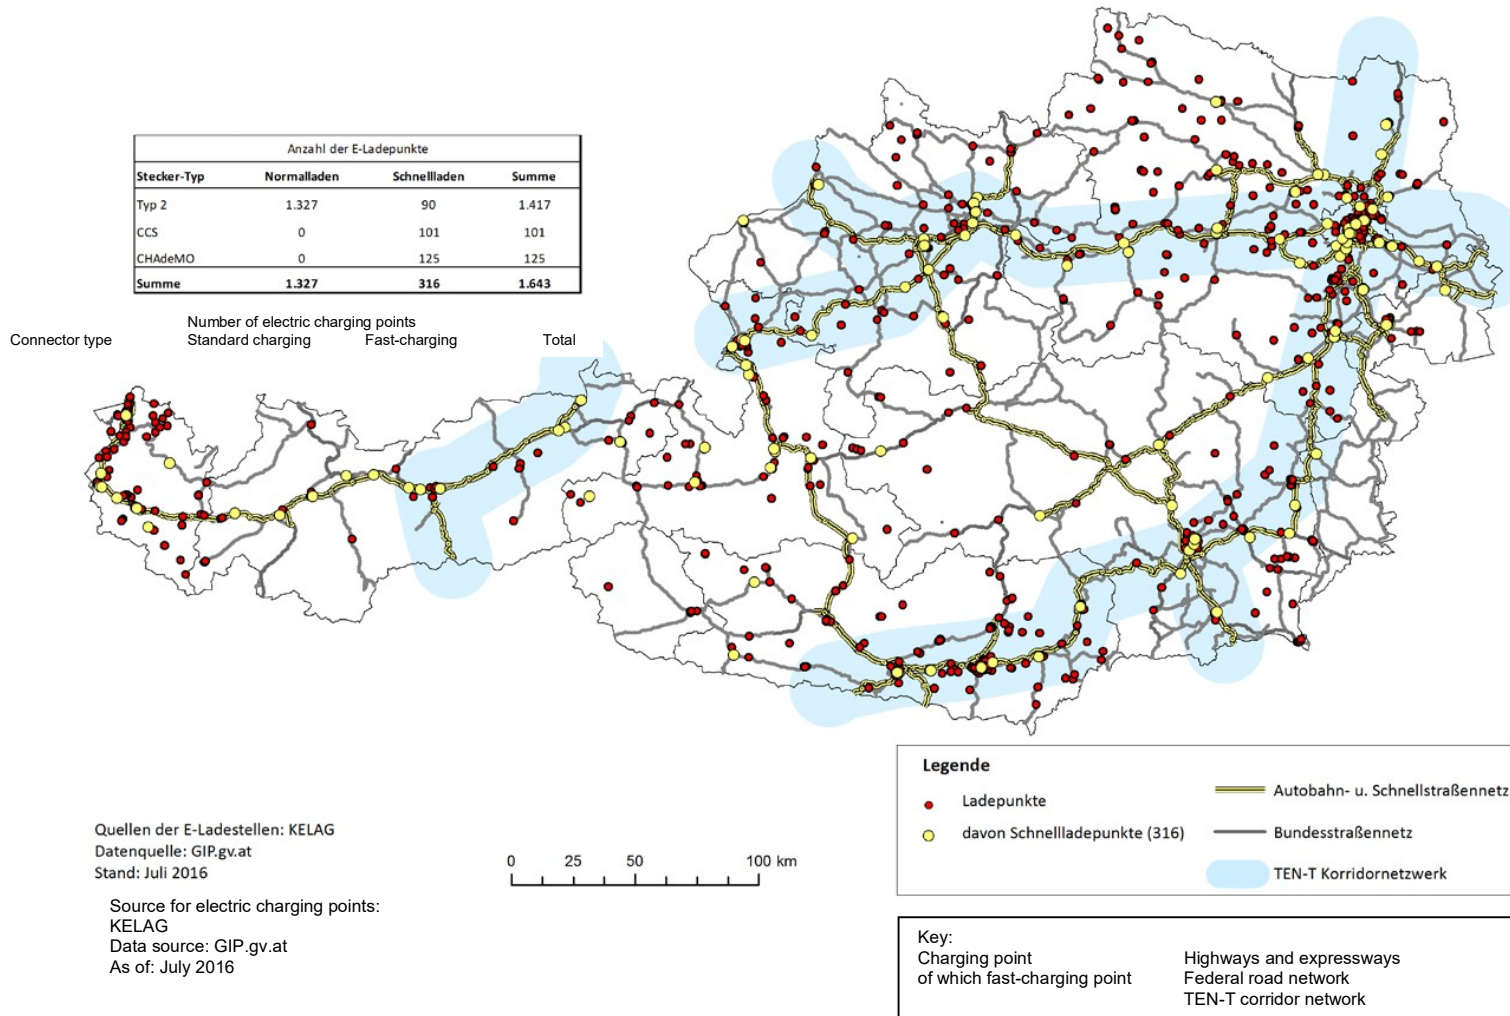 Anzahl der E-Ladepunkte
Stecker-Typ Normalladen Schnellladen Summe
Typ 2 1.327 90 1.417
CCS 0 101 101
CHAdeMO 0 125 125
Summe 1.327 316 1.643
Number of electric charging points
Connector type Standard charging Fast-charging Total
Legende
Ladepunkte
davon Schnellladepunkte (316)
Autobahn- u. Schnellstraßennetz
Bundesstraßennetz
TEN-T Korridornetzwerk
Quellen der E-Ladestellen: KELAG
Datenquelle: GIP.gv.at
Stand: Juli 2016
0 25 50 100 km
Source for electric charging points:
KELAG
Data source: GIP.gv.at
As of: July 2016
Key:
Charging point Highways and expressways
of which fast-charging point Federal road network
TEN-T corridor network